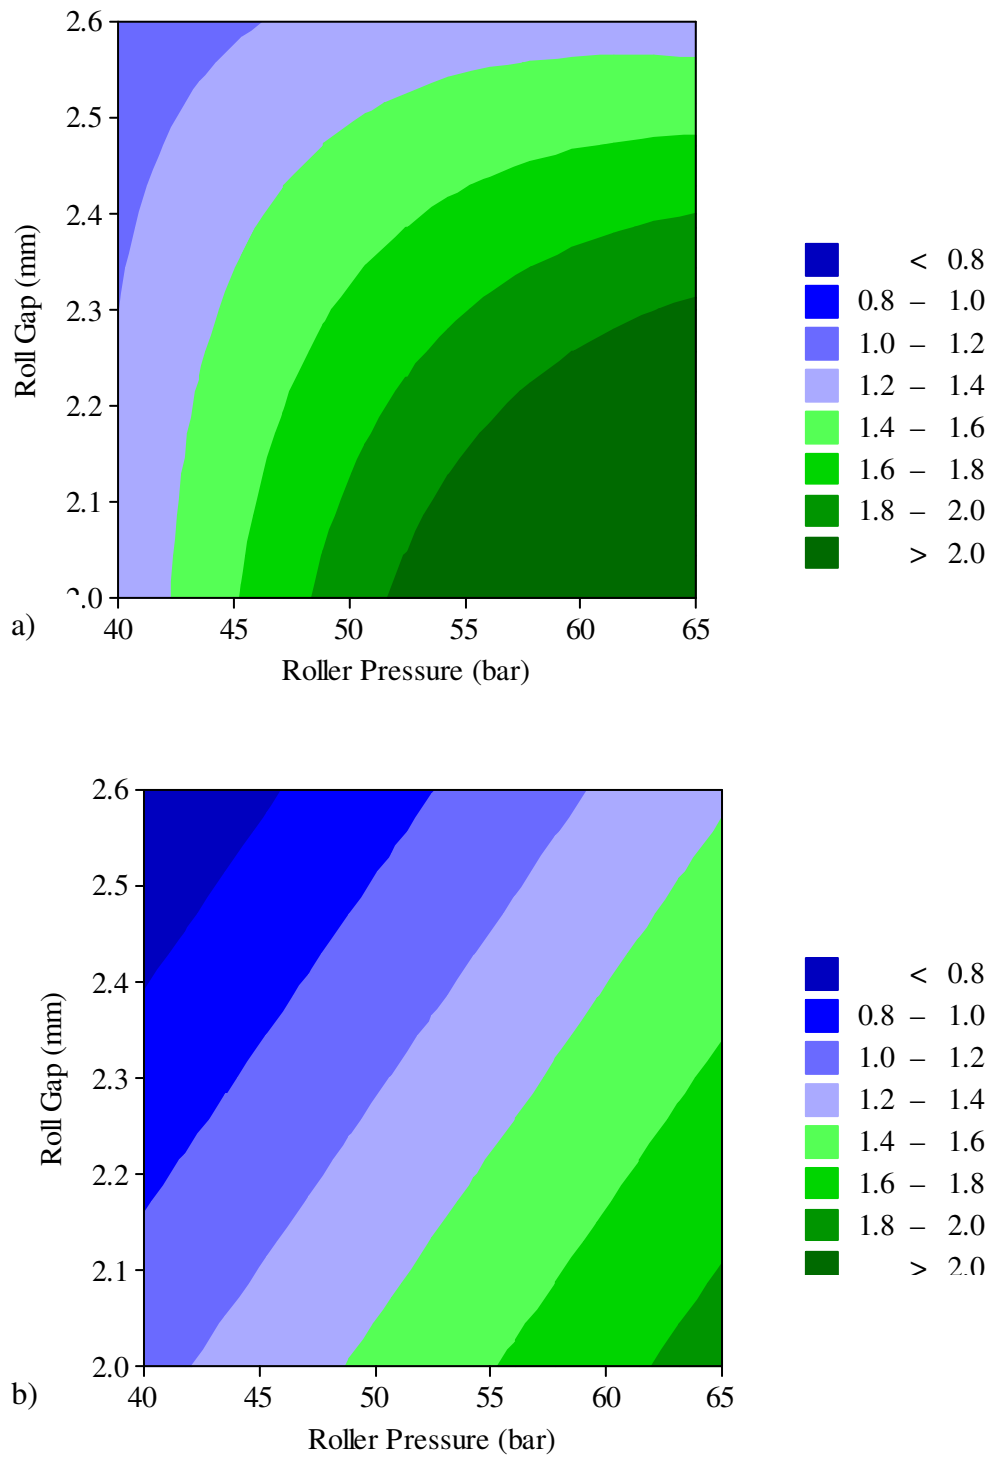 2.6
2.5
2.4
2.3
2.2
2.1
2.0
Roll Gap (mm)
40 45 50 55 60 65
Roller Pressure (bar)
a)
< 0.8
0.8 – 1.0
1.0 – 1.2
1.2 – 1.4
1.4 – 1.6
1.6 – 1.8
1.8 – 2.0
> 2.0
2.6
2.5
2.4
2.3
2.2
2.1
2.0
Roll Gap (mm)
40 45 50 55 60 65
Roller Pressure (bar)
b)
< 0.8
0.8 – 1.0
1.0 – 1.2
1.2 – 1.4
1.4 – 1.6
1.6 – 1.8
1.8 – 2.0
> 2.0